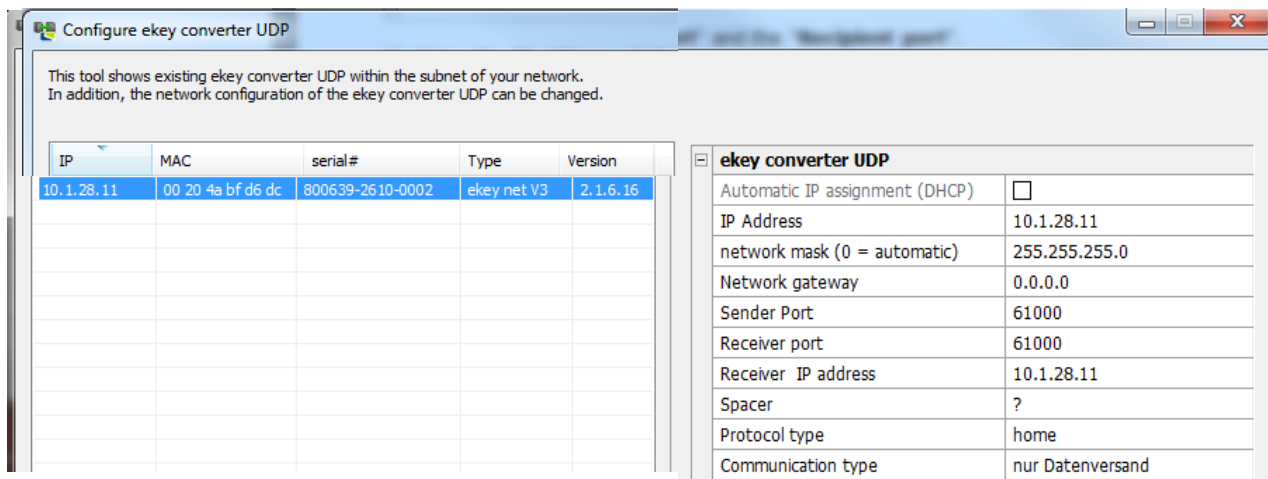 Configure ekey converter UDP
" and the "Recipient port".
This tool shows existing ekey converter UDP within the subnet of your network.
In addition, the network configuration of the ekey converter UDP can be changed.
IP MAC serial# Type Version
10.1.28.11 00 20 4a bf d6 dc 800639-2610-0002 ekey net V3 2.1.6.16
ekey converter UDP
Automatic IP assignment (DHCP)
IP Address 10.1.28.11
network mask (0 = automatic) 255.255.255.0
Network gateway 0.0.0.0
Sender Port 61000
Receiver port 61000
Receiver IP address 10.1.28.11
Spacer ?
Protocol type home
Communication type nur Datenversand